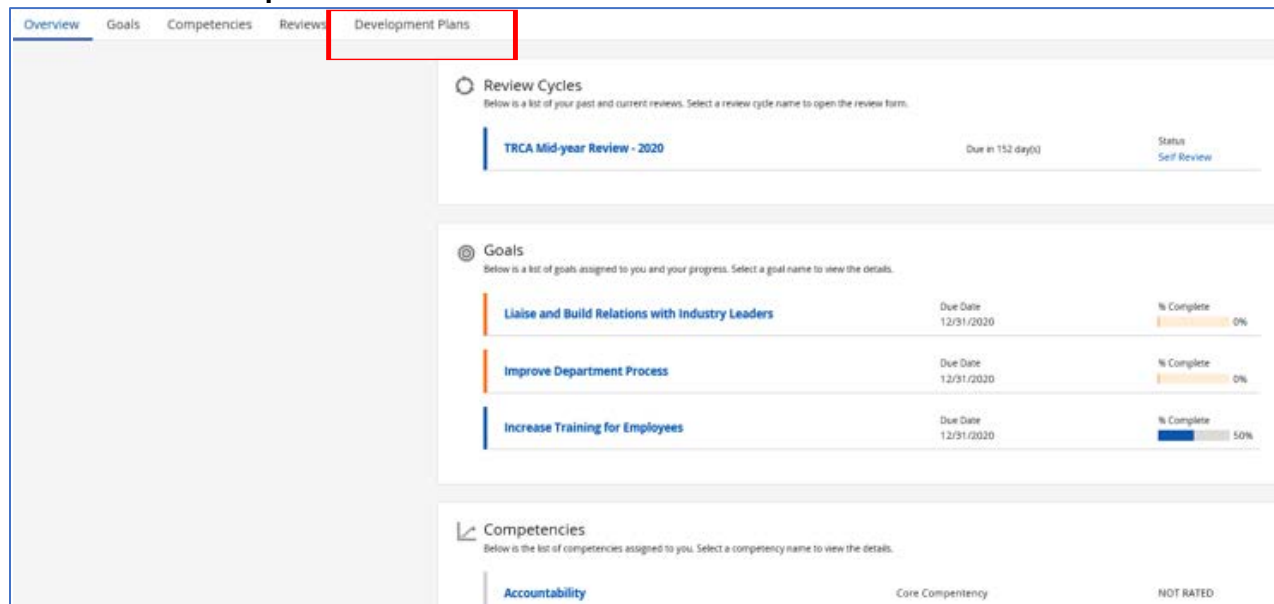 Overview Goals Competencies Reviews Development Plans
Review Cycles
Below is a list of your past and current reviews. Select a review cycle name to open the review form.
TRCA Mid-year Review - 2020 Due in 152 day(s) Status
Self Review
Goals
Below is a list of goals assigned to you and your progress. Select a goal name to view the details.
Liaise and Build Relations with Industry Leaders Due Date % Complete
12/31/2020 0%
Improve Department Process Due Date % Complete
12/31/2020 0%
Increase Training for Employees Due Date % Complete
12/31/2020 50%
Competencies
Below is the list of competencies assigned to you. Select a competency name to view the details.
Accountability Core Compentency NOT RATED